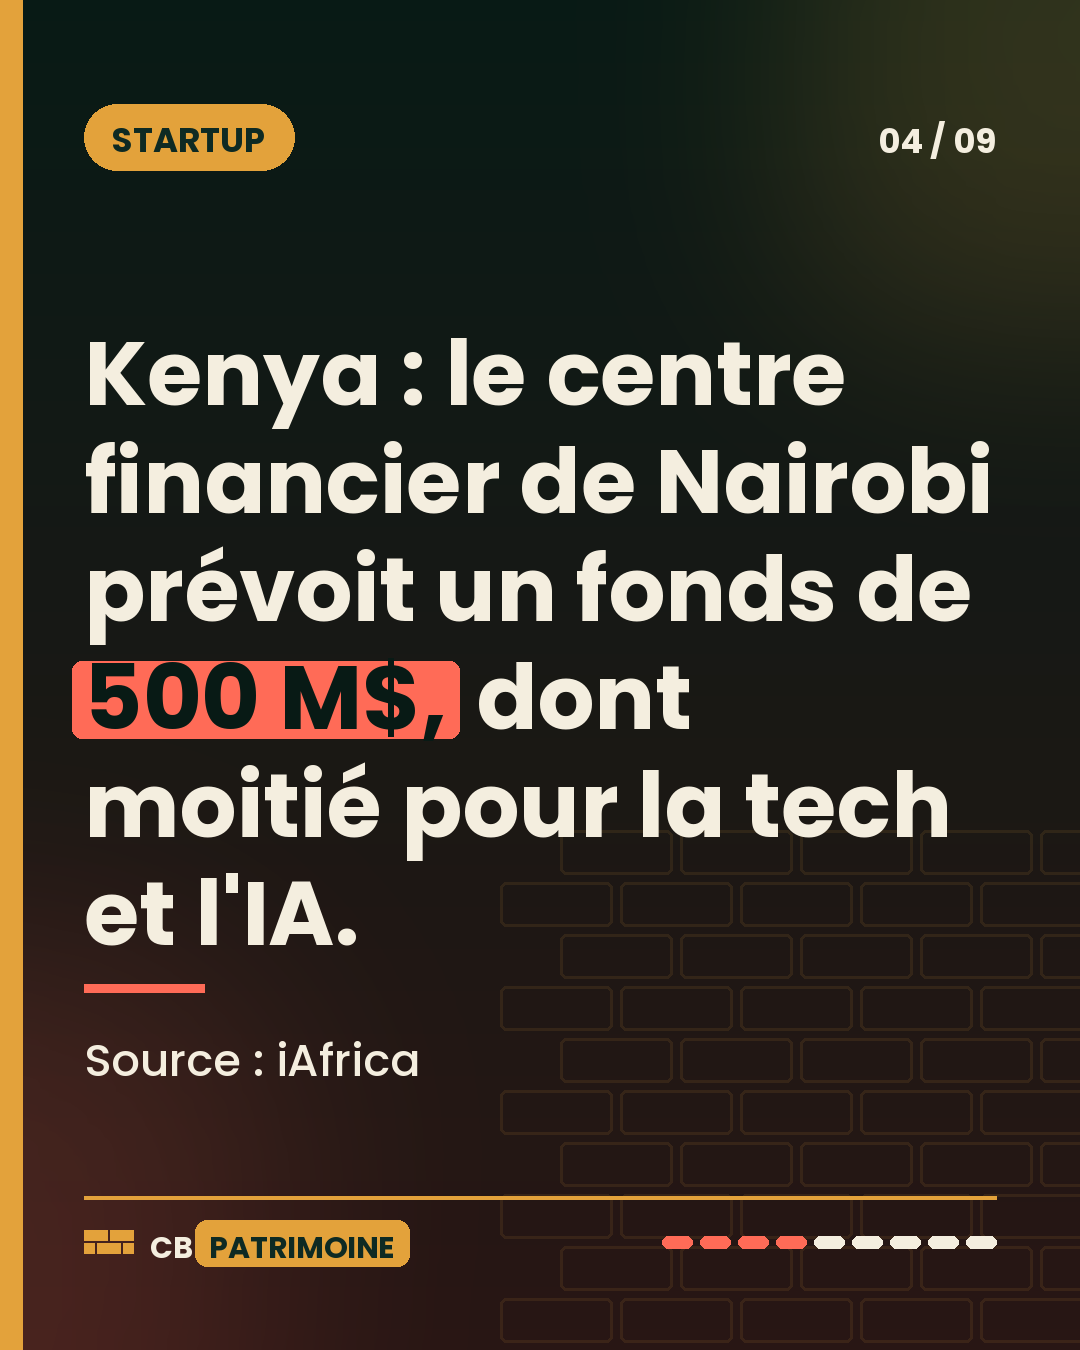 STARTUP
04 / 09
Kenya : le centre
financier de Nairobi
prévoit un fonds de
500 M$, dont
moitié pour la tech
et l'IA.
Source : iAfrica
CB PATRIMOINE